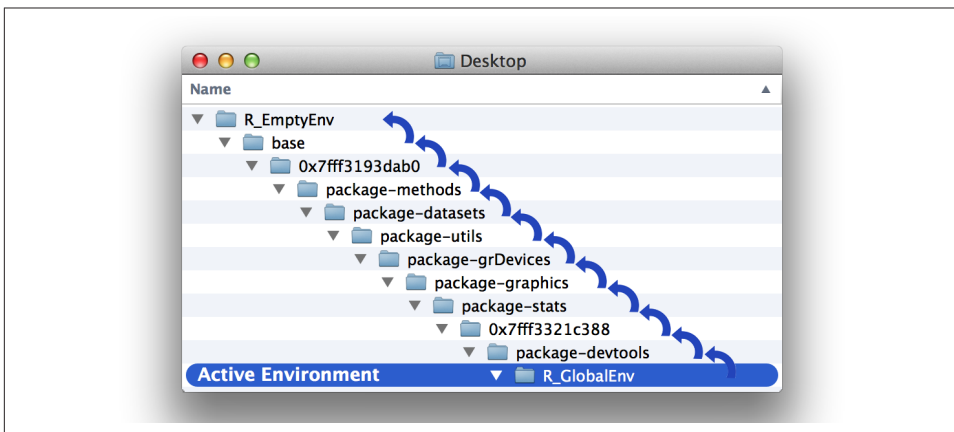 Desktop
Name
R_EmptyEnv
base
0x7fff3193dab0
package-methods
package-datasets
package-utils
package-grDevices
package-graphics
package-stats
0x7fff3321c388
package-devtools
Active Environment R_GlobalEnv